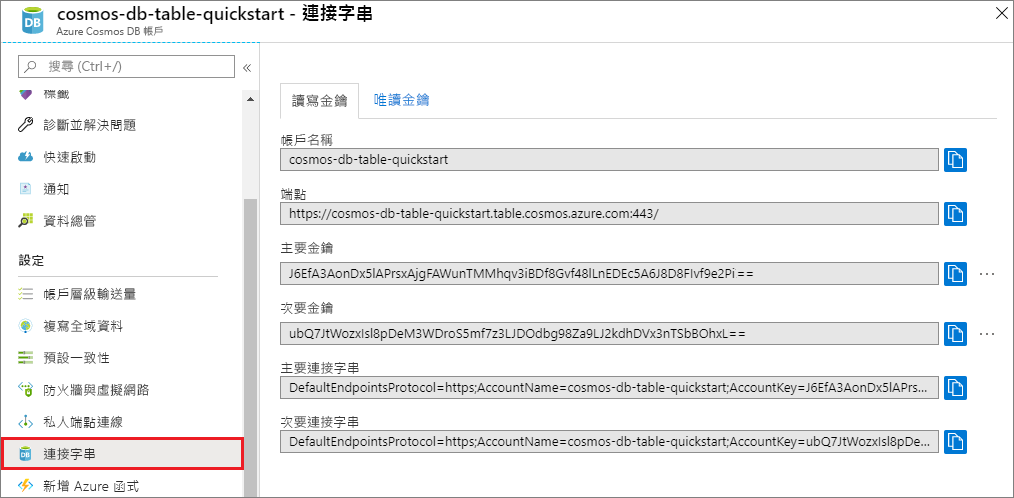 cosmos-db-table-quickstart - 連接字串
Azure Cosmos DB 帳戶
搜尋 (Ctrl+/)
標籤
診斷並解決問題
快速啟動
通知
資料總管
設定
帳戶層級輸送量
複寫全域資料
預設一致性
防火牆與虛擬網路
私人端點連線
連接字串
新增 Azure 函式
讀寫金鑰
唯讀金鑰
帳戶名稱
cosmos-db-table-quickstart
端點
https://cosmos-db-table-quickstart.table.cosmos.azure.com:443/
主要金鑰
J6EfA3AonDx5lAPrsxAjgFAWunTMMhqv3iBDf8Gvf48lLnEDEc5A6J8D8FIvf9e2Pi==
次要金鑰
ubQ7JtWozxIsl8pDeM3WDroS5mf7z3LJDOdbg98Za9LJ2kdhDVx3nTSbBOhxL==
主要連接字串
DefaultEndpointsProtocol=https;AccountName=cosmos-db-table-quickstart;AccountKey=J6EfA3AonDx5lAPrs...
次要連接字串
DefaultEndpointsProtocol=https;AccountName=cosmos-db-table-quickstart;AccountKey=ubQ7JtWozxIsl8pDe...